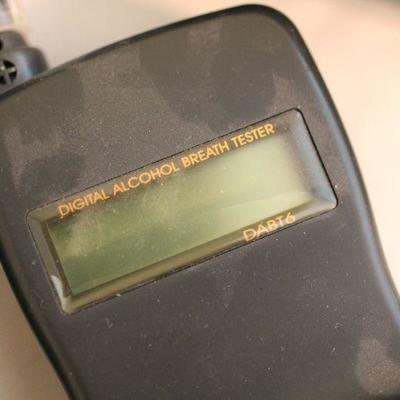 DIGITAL ALCOHOL BREATH TESTER
DABT6